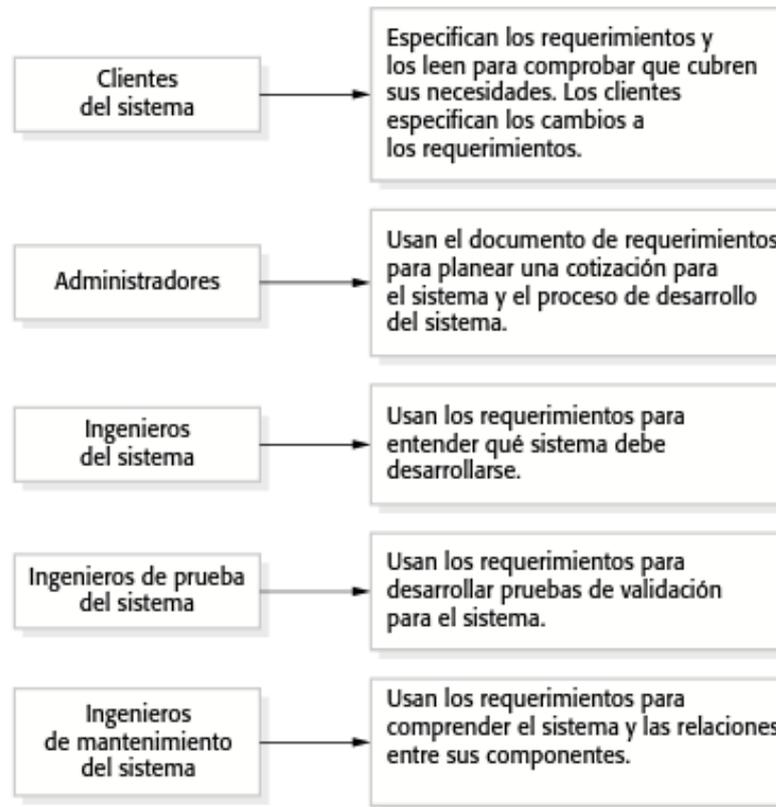 Clientes
del sistema
Especifican los requerimientos y
los leen para comprobar que cubren
sus necesidades. Los clientes
especifican los cambios a
los requerimientos.
Administradores
Usan el documento de requerimientos
para planear una cotización para
el sistema y el proceso de desarrollo
del sistema.
Ingenieros
del sistema
Usan los requerimientos para
entender qué sistema debe
desarrollarse.
Ingenieros de prueba
del sistema
Usan los requerimientos para
desarrollar pruebas de validación
para el sistema.
Ingenieros
de mantenimiento
del sistema
Usan los requerimientos para
comprender el sistema y las relaciones
entre sus componentes.